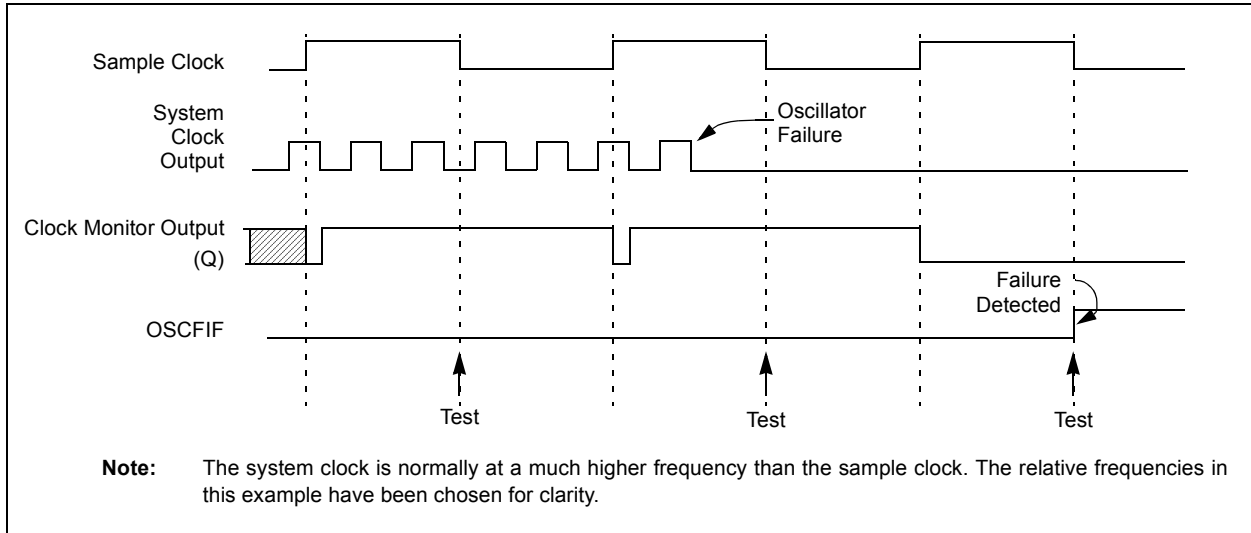 Sample Clock
System
Clock
Output
Oscillator
Failure
Clock Monitor Output
(Q)
Failure
Detected
OSCFIF
Test
Test
Test
Note: The system clock is normally at a much higher frequency than the sample clock. The relative frequencies in
this example have been chosen for clarity.